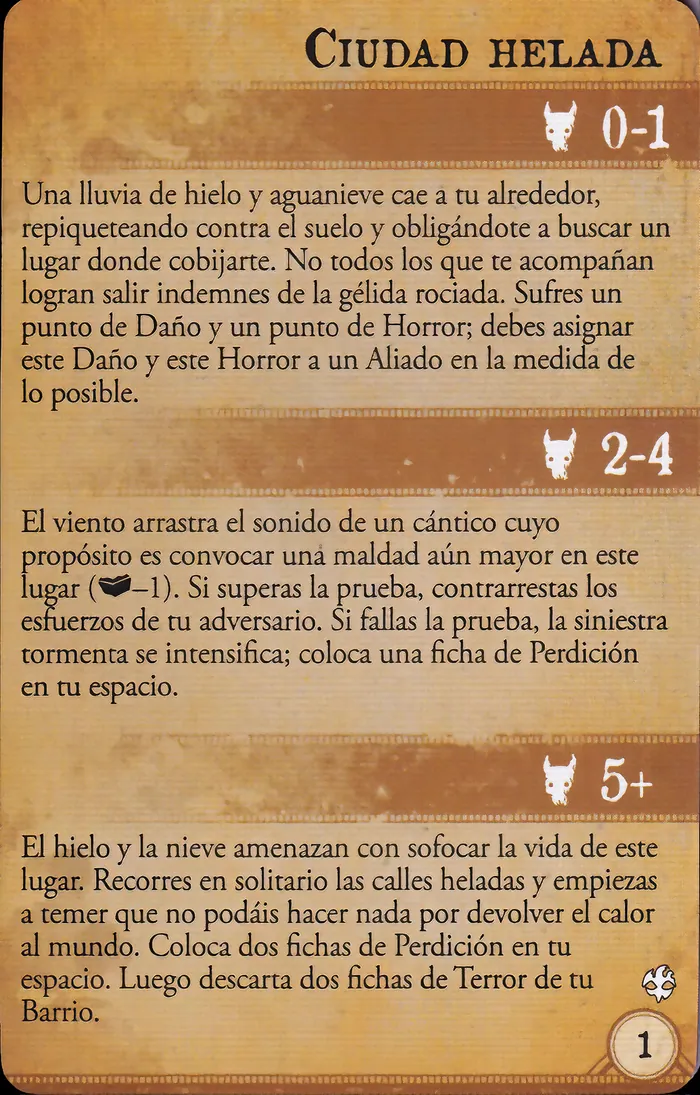 Ciudad helada
0-1
Una lluvia de hielo y aguanieve cae a tu alrededor,
repiqueteando contra el suelo y obligándote a buscar un
lugar donde cobijarte. No todos los que te acompañan
logran salir indemnes de la gélida rociada. Sufres un
punto de Daño y un punto de Horror; debes asignar
este Daño y este Horror a un Aliado en la medida de
lo posible.
2-4
El viento arrastra el sonido de un cántico cuyo
propósito es convocar una maldad aún mayor en este
lugar (–1). Si superas la prueba, contrarrestas los
esfuerzos de tu adversario. Si fallas la prueba, la siniestra
tormenta se intensifica; coloca una ficha de Perdición
en tu espacio.
5+
El hielo y la nieve amenazan con sofocar la vida de este
lugar. Recorres en solitario las calles heladas y empiezas
a temer que no podáis hacer nada por devolver el calor
al mundo. Coloca dos fichas de Perdición en tu
espacio. Luego descarta dos fichas de Terror de tu
Barrio.
1